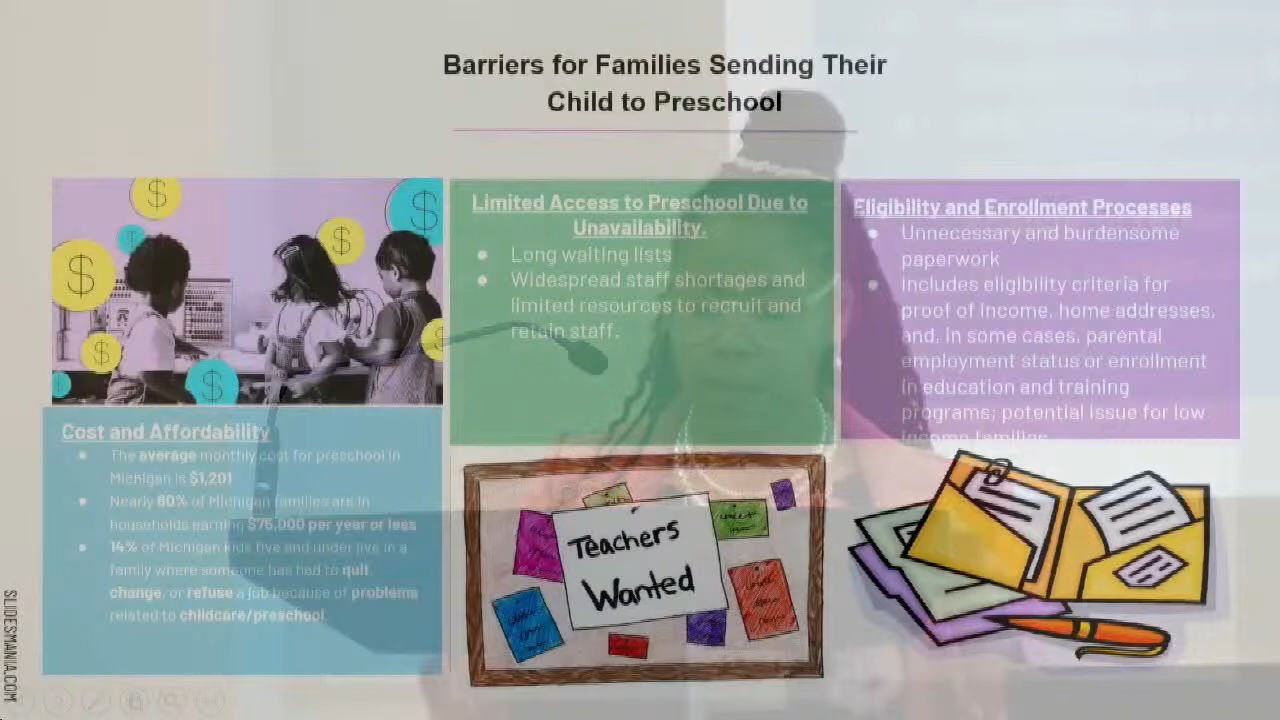 Barriers for Families Sending Their
Child to Preschool
Cost and Affordability
The average monthly cost for preschool in
Michigan is $1,201
Nearly 60% of Michigan families are in
households earning $75,000 per year or less
14% of Michigan kids five and under live in a
family where someone has had to quit,
change, or refuse a job because of problems
related to childcare/preschool.
Limited Access to Preschool Due to
Unavailability.
Long waiting lists
Widespread staff shortages and
limited resources to recruit and
retain staff.
Teachers
Wanted
Eligibility and Enrollment Processes
Unnecessary and burdensome
paperwork
Includes eligibility criteria for
proof of income, home addresses,
and, in some cases, parental
employment status or enrollment
in education and training
programs; potential issue for low
income families
SLIDESMANIA.COM